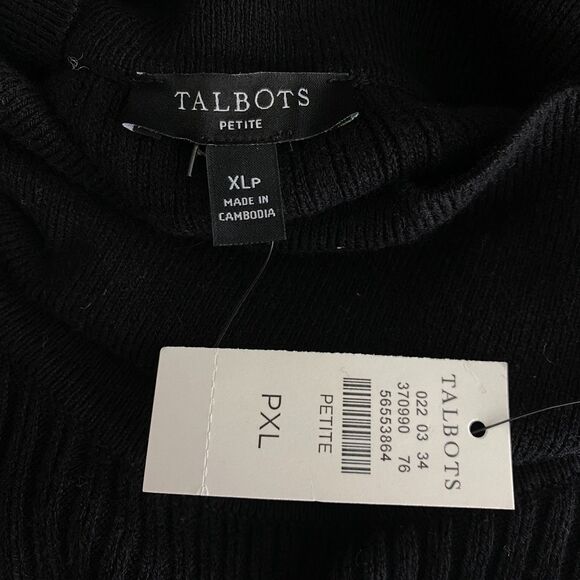 TALBOTS
PETITE
XLP
MADE IN
CAMBODIA
TALBOTS
022 03 34
370990 76
56553864
PETITE
PXL